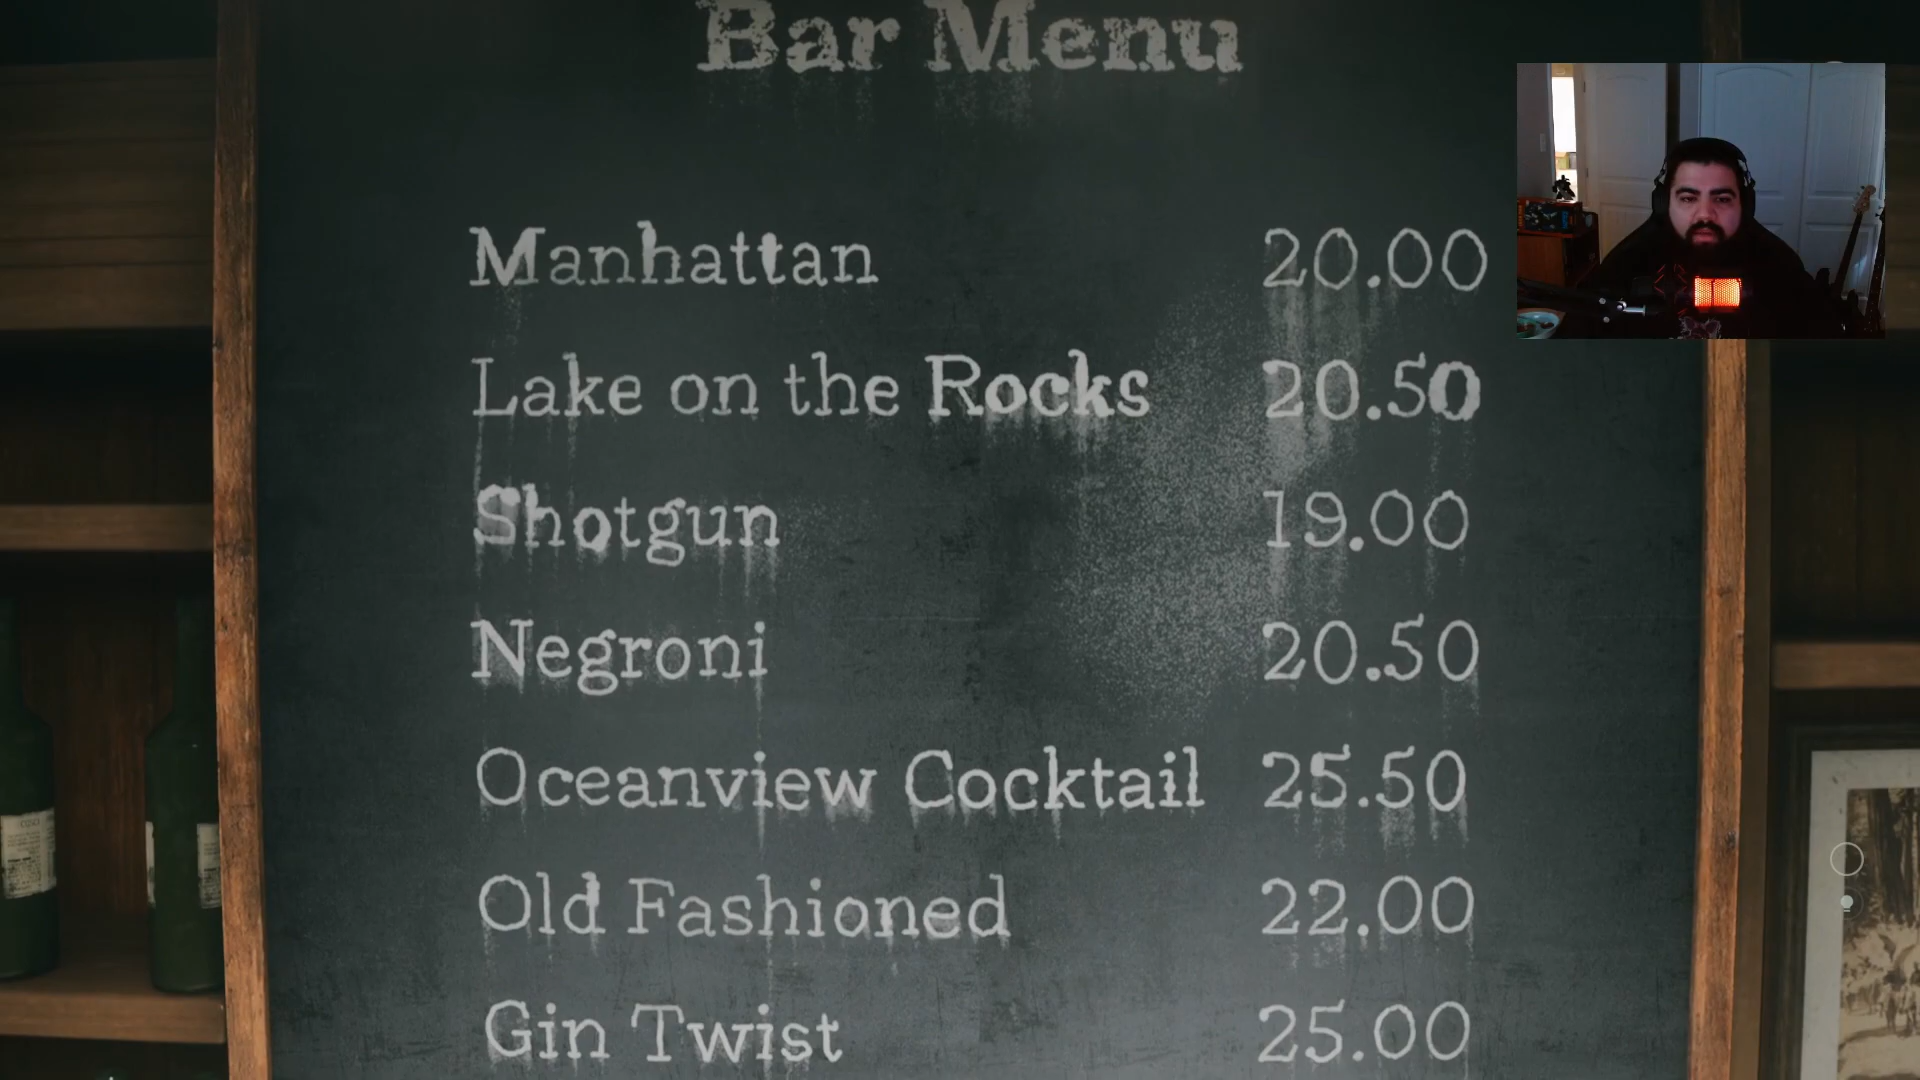 Bar Menu
Manhattan 20.00
Lake on the Rocks 20.50
Shotgun 19.00
Negroni 20.50
Oceanview Cocktail 25.50
Old Fashioned 22.00
Gin Twist 25.00